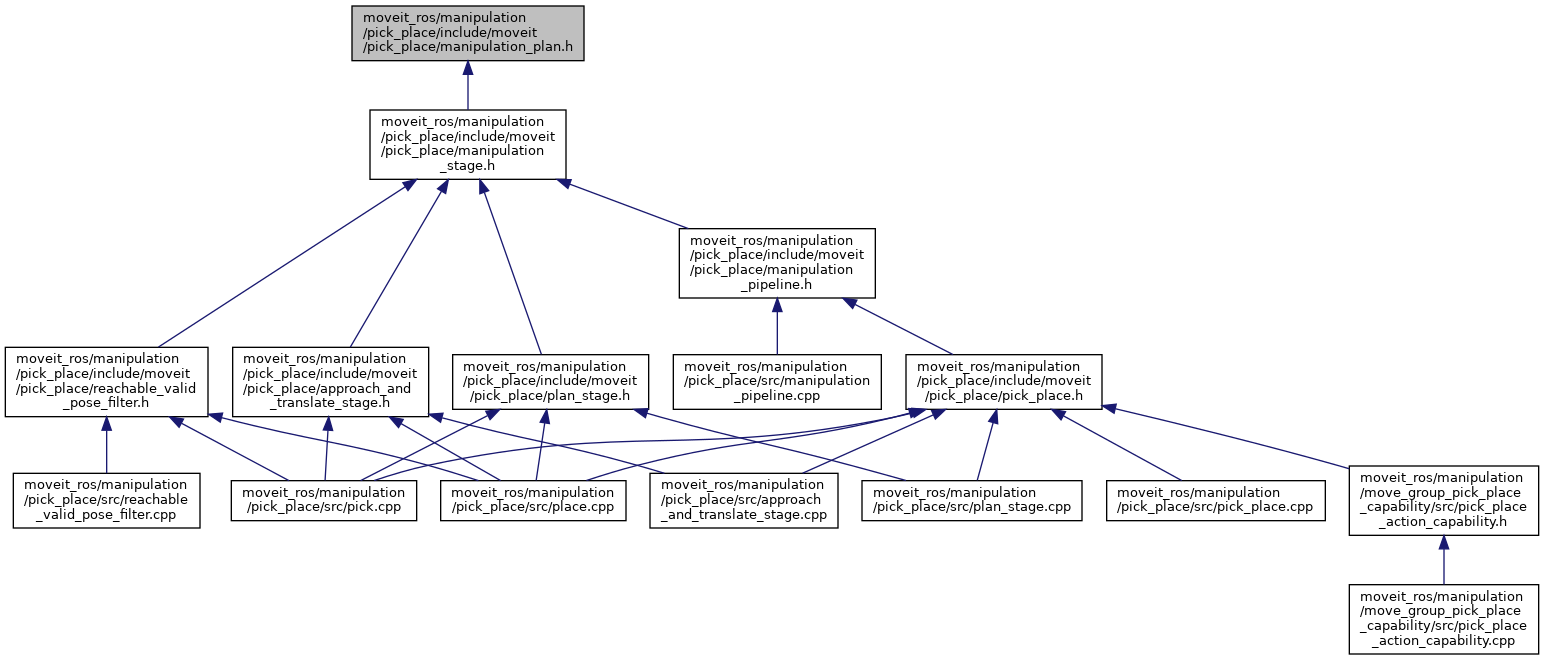 moveit_ros/manipulation
/pick_place/include/moveit
/pick_place/manipulation_plan.h
moveit_ros/manipulation
/pick_place/include/moveit
/pick_place/manipulation
_stage.h
moveit_ros/manipulation
/pick_place/include/moveit
/pick_place/manipulation
_pipeline.h
moveit_ros/manipulation
/pick_place/include/moveit
/pick_place/reachable_valid
_pose_filter.h
moveit_ros/manipulation
/pick_place/include/moveit
/pick_place/approach_and
_translate_stage.h
moveit_ros/manipulation
/pick_place/include/moveit
/pick_place/plan_stage.h
moveit_ros/manipulation
/pick_place/src/manipulation
_pipeline.cpp
moveit_ros/manipulation
/pick_place/include/moveit
/pick_place/pick_place.h
moveit_ros/manipulation
/pick_place/src/reachable
_valid_pose_filter.cpp
moveit_ros/manipulation
/pick_place/src/pick.cpp
moveit_ros/manipulation
/pick_place/src/place.cpp
moveit_ros/manipulation
/pick_place/src/approach
_and_translate_stage.cpp
moveit_ros/manipulation
/pick_place/src/plan_stage.cpp
moveit_ros/manipulation
/pick_place/src/pick_place.cpp
moveit_ros/manipulation
/move_group_pick_place
_capability/src/pick_place
_action_capability.h
moveit_ros/manipulation
/move_group_pick_place
_capability/src/pick_place
_action_capability.cpp